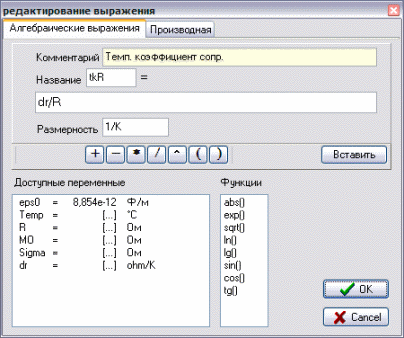 редактирование выражения
Алгебраические выражения Производная
Комментарий Темп. коэффициент сопр.
Название tkR =
dr/R
Размерность 1/K
+ - * / ^ ( ) Вставить
Доступные переменные Функции
eps0 = 8,854e-12 Ф/м
Temp = [...] °C
R = [...] Ом
MO = [...] Ом
Sigma = [...] Ом
dr = [...] ohm/K
abs()
exp()
sqrt()
ln()
lg()
sin()
cos()
tg()
OK
Cancel